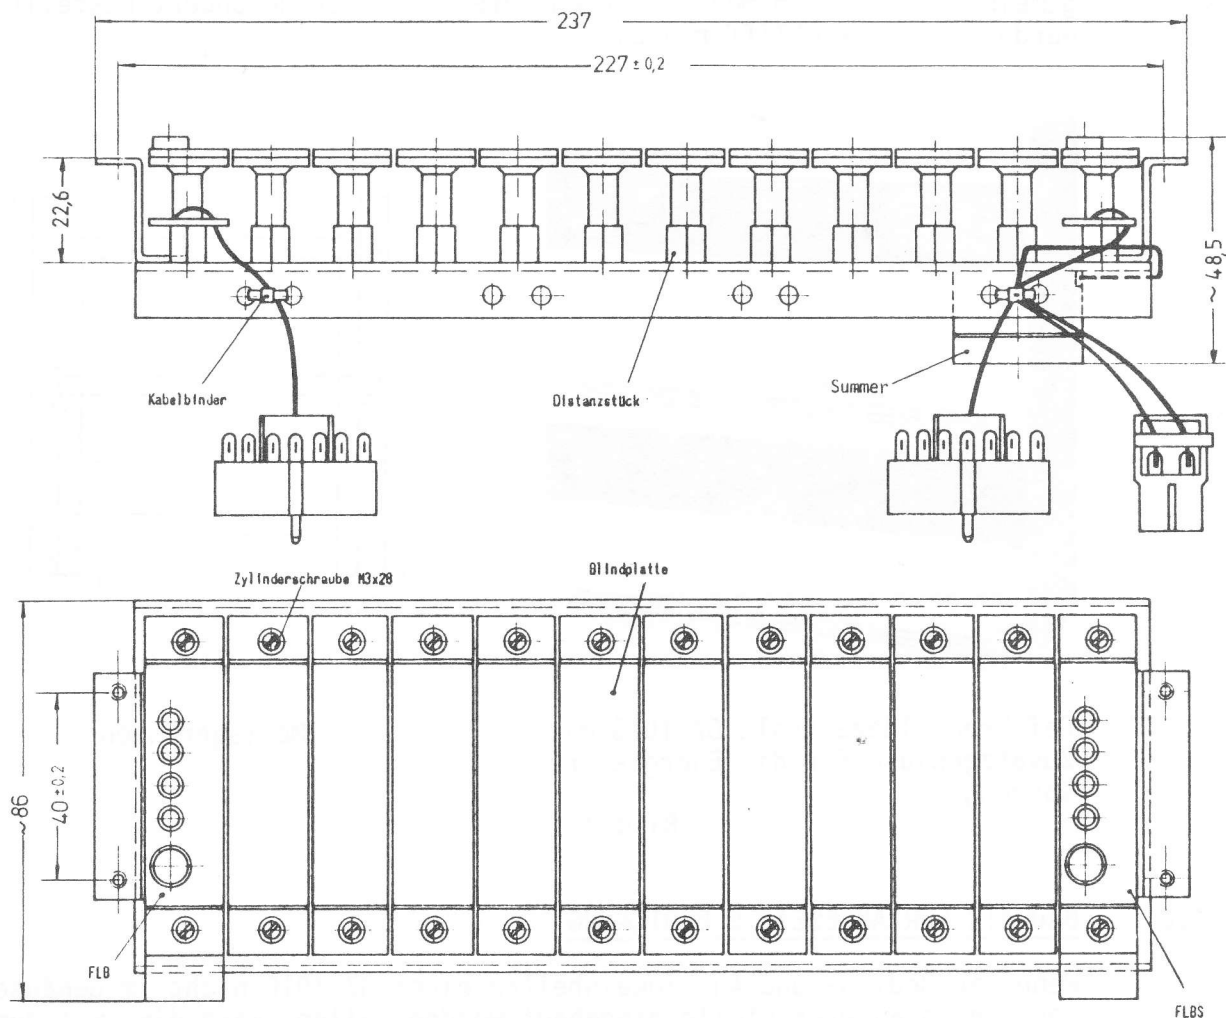 237
227 ± 0,2
22,6
~ 48,5
Kabelbinder
Distanzstück
Summer
Zylinderschraube M3x28
Blindplatte
~86
40 ±0,2
FLB
FLBS